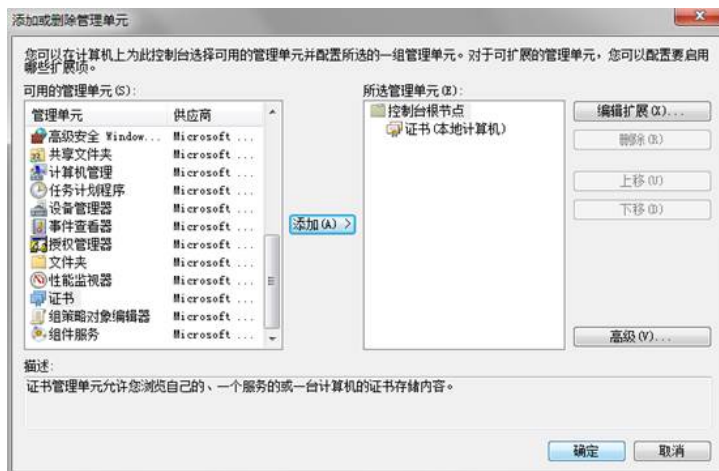 添加或删除管理单元
您可以在计算机上为此控制台选择可用的管理单元并配置所选的一组管理单元。对于可扩展的管理单元，您可以配置要启用
哪些扩展项。
可用的管理单元(S):
管理单元 供应商
高级安全 Window... Microsoft ...
共享文件夹 Microsoft ...
计算机管理 Microsoft ...
任务计划程序 Microsoft ...
设备管理器 Microsoft ...
事件查看器 Microsoft ...
授权管理器 Microsoft ...
文件夹 Microsoft ...
性能监视器 Microsoft ...
证书 Microsoft ...
组策略对象编辑器 Microsoft ...
组件服务 Microsoft ...
添加(A) >
所选管理单元(E):
控制台根节点
证书(本地计算机)
编辑扩展(X)...
删除(R)
上移(U)
下移(D)
高级(V)...
描述:
证书管理单元允许您浏览自己的、一个服务的或一台计算机的证书存储内容。
确定 取消